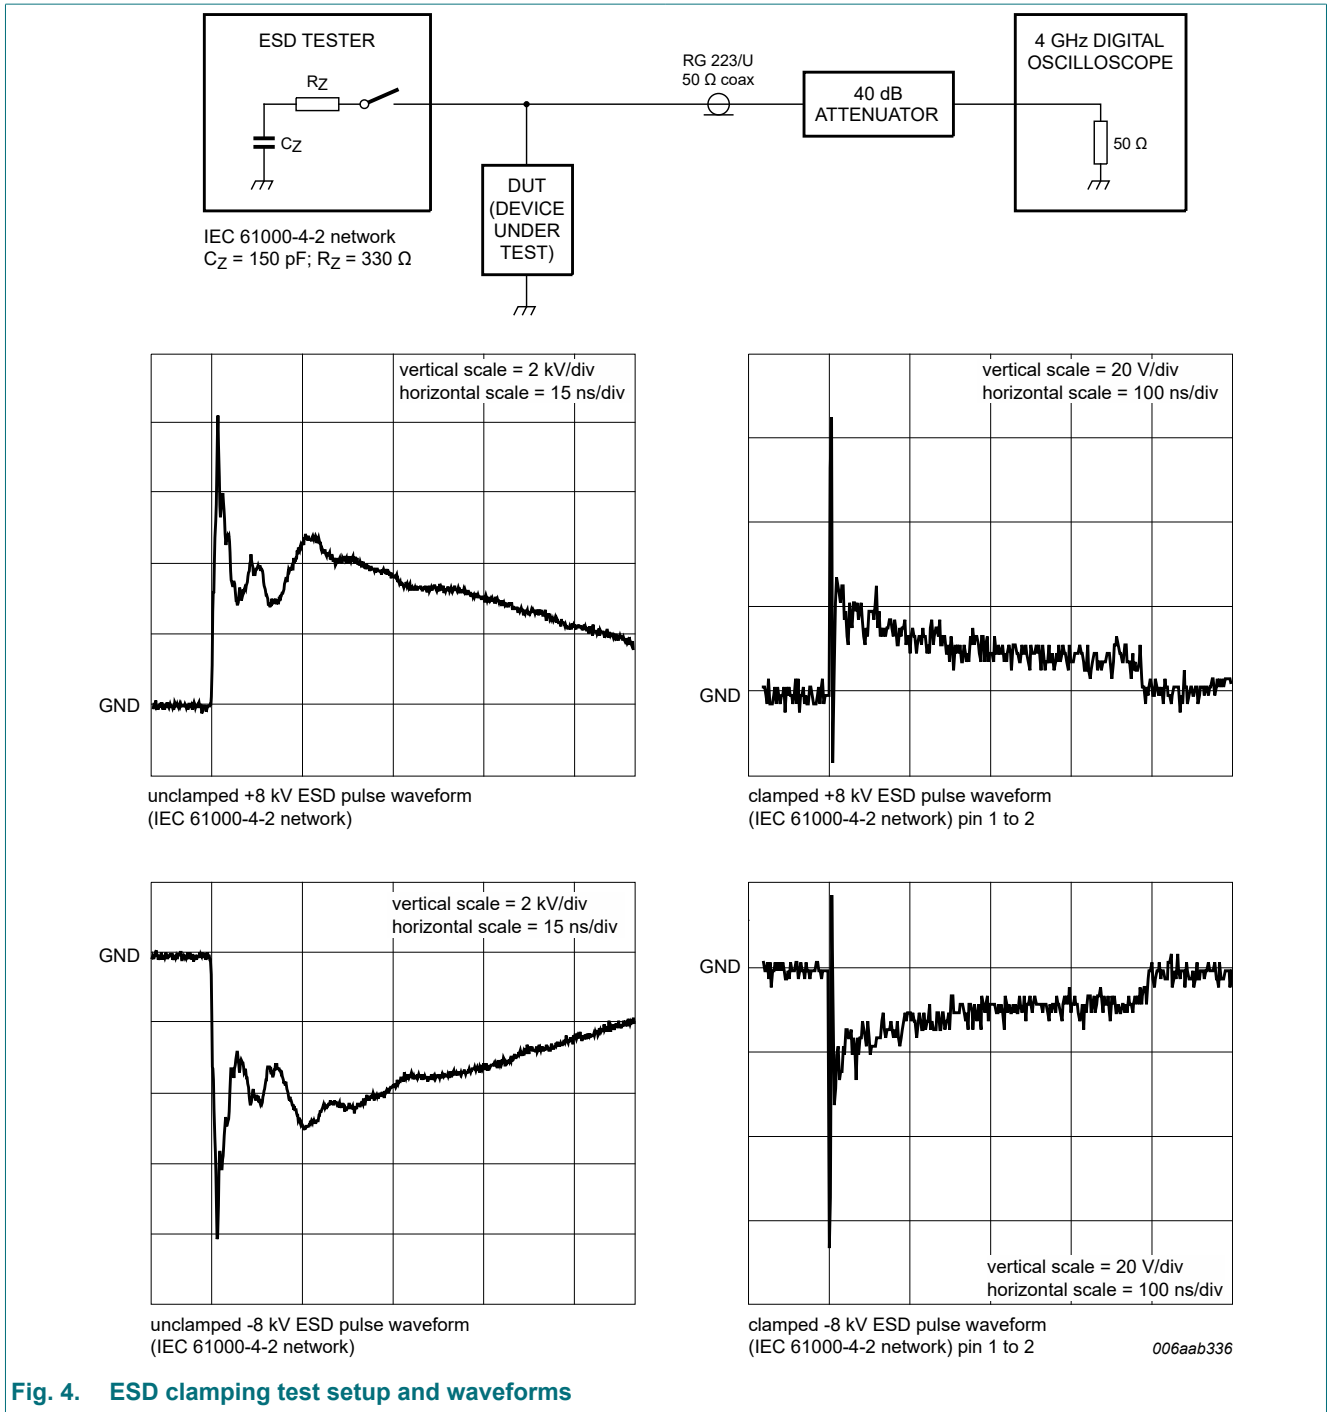 ESD TESTER
RZ
CZ
IEC 61000-4-2 network
CZ = 150 pF; RZ = 330 Ω
DUT
(DEVICE
UNDER
TEST)
RG 223/U
50 Ω coax
40 dB
ATTENUATOR
4 GHz DIGITAL
OSCILLOSCOPE
50 Ω
vertical scale = 2 kV/div
horizontal scale = 15 ns/div
GND
unclamped +8 kV ESD pulse waveform
(IEC 61000-4-2 network)
vertical scale = 20 V/div
horizontal scale = 100 ns/div
GND
clamped +8 kV ESD pulse waveform
(IEC 61000-4-2 network) pin 1 to 2
vertical scale = 2 kV/div
horizontal scale = 15 ns/div
GND
unclamped -8 kV ESD pulse waveform
(IEC 61000-4-2 network)
GND
vertical scale = 20 V/div
horizontal scale = 100 ns/div
clamped -8 kV ESD pulse waveform
(IEC 61000-4-2 network) pin 1 to 2
006aab336
Fig. 4. ESD clamping test setup and waveforms